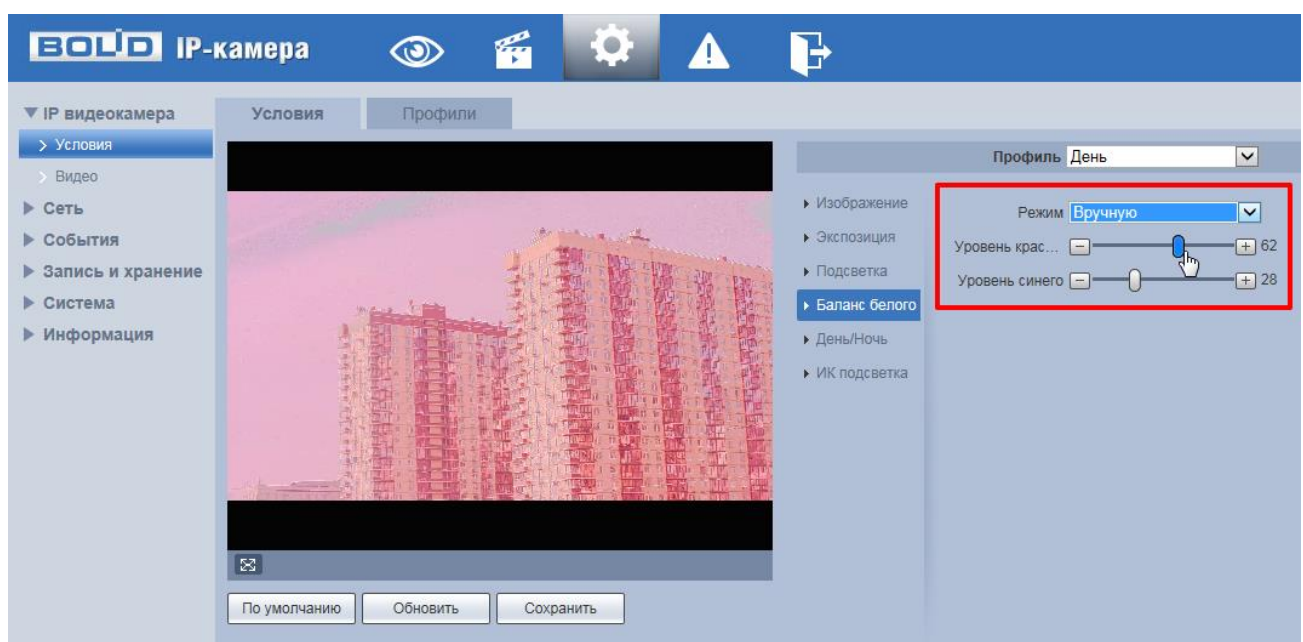 BOLID IP-камера
IP видеокамера
Условия
Видео
Сеть
События
Запись и хранение
Система
Информация
Условия Профили
По умолчанию Обновить Сохранить
Профиль День
Изображение
Экспозиция
Подсветка
Баланс белого
День/Ночь
ИК подсветка
Режим Вручную
Уровень крас... 62
Уровень синего 28